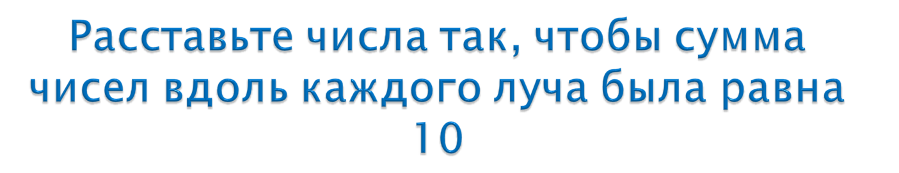 Расставьте числа так, чтобы сумма
чисел вдоль каждого луча была равна
10